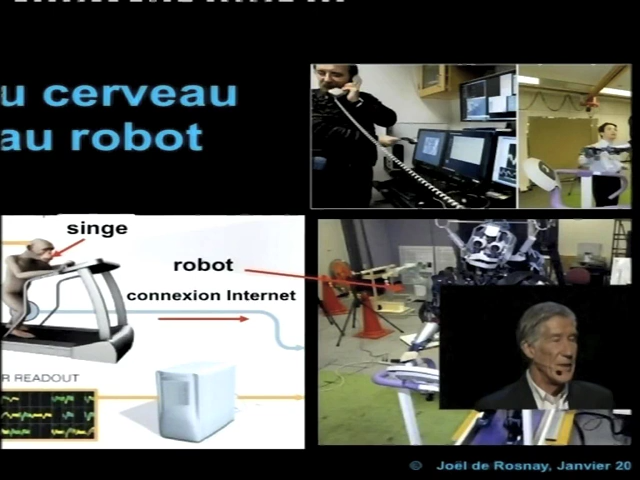 u cerveau
au robot
singe
robot
connexion Internet
R READOUT
© Joël de Rosnay, Janvier 20